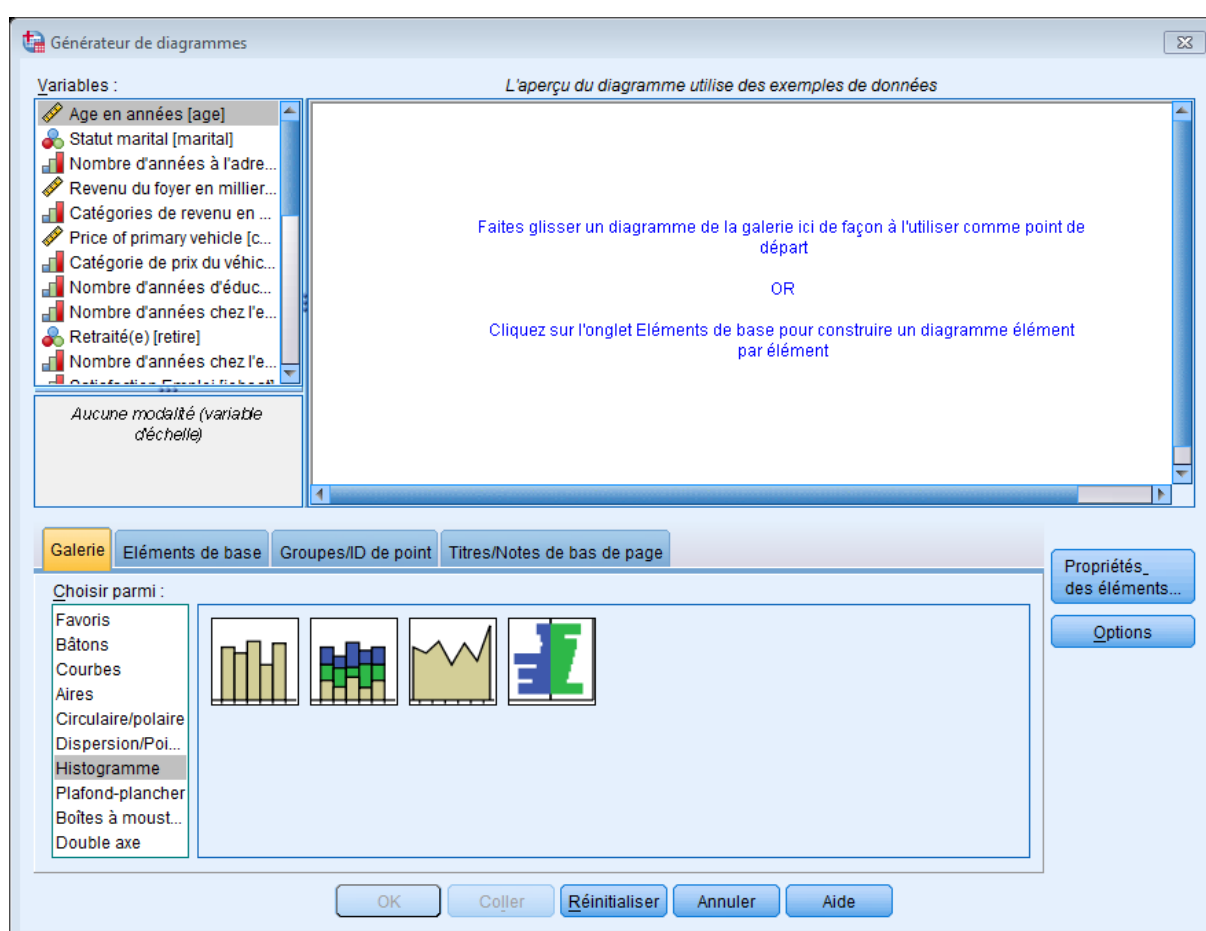 Générateur de diagrammes
Variables :
L'aperçu du diagramme utilise des exemples de données
Age en années [age]
Statut marital [marital]
Nombre d'années à l'adre...
Revenu du foyer en millier...
Catégories de revenu en ...
Price of primary vehicle [c...
Catégorie de prix du véhic...
Nombre d'années d'éduc...
Nombre d'années chez l'e...
Retraité(e) [retire]
Nombre d'années chez l'e...
Faites glisser un diagramme de la galerie ici de façon à l'utiliser comme point de
départ
OR
Cliquez sur l'onglet Eléments de base pour construire un diagramme élément
par élément
Aucune modalité (variable
d'échelle)
Galerie Eléments de base Groupes/ID de point Titres/Notes de bas de page
Choisir parmi :
Favoris
Bâtons
Courbes
Aires
Circulaire/polaire
Dispersion/Poi...
Histogramme
Plafond-plancher
Boîtes à moust...
Double axe
Propriétés_
des éléments...
Options
OK Coller Réinitialiser Annuler Aide